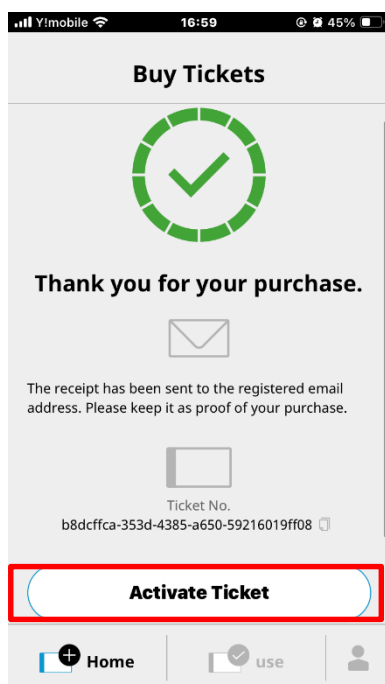 Y!mobile 16:59 45%
Buy Tickets
Thank you for your purchase.
The receipt has been sent to the registered email
address. Please keep it as proof of your purchase.
Ticket No.
b8dcffca-353d-4385-a650-59216019ff08
Activate Ticket
Home use